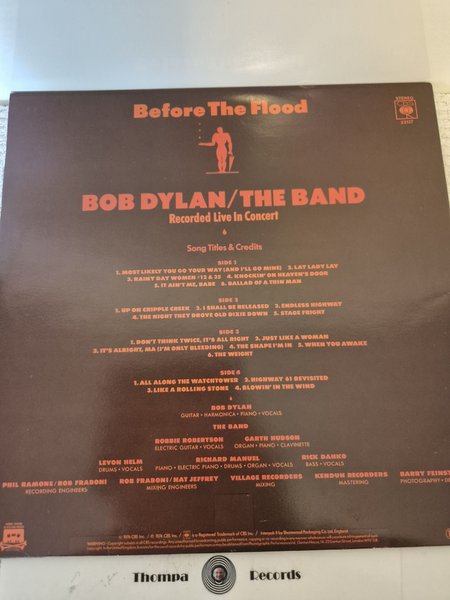 STEREO
CBS
22137
Before The Flood
BOB DYLAN/THE BAND
Recorded Live In Concert
6
Song Titles & Credits
SIDE 1
1. MOST LIKELY YOU GO YOUR WAY (AND I'LL GO MINE) 2. LAY LADY LAY
3. RAINY DAY WOMEN #12 & 35 4. KNOCKIN' ON HEAVEN'S DOOR
5. IT AIN'T ME, BABE 6. BALLAD OF A THIN MAN
SIDE 2
1. UP ON CRIPPLE CREEK 2. I SHALL BE RELEASED 3. ENDLESS HIGHWAY
4. THE NIGHT THEY DROVE OLD DIXIE DOWN 5. STAGE FRIGHT
SIDE 3
1. DON'T THINK TWICE, IT'S ALL RIGHT 2. JUST LIKE A WOMAN
3. IT'S ALRIGHT, MA (I'M ONLY BLEEDING) 4. THE SHAPE I'M IN 5. WHEN YOU AWAKE
6. THE WEIGHT
SIDE 4
1. ALL ALONG THE WATCHTOWER 2. HIGHWAY 61 REVISITED
3. LIKE A ROLLING STONE 4. BLOWIN' IN THE WIND
6
BOB DYLAN
GUITAR • HARMONICA • PIANO • VOCALS
THE BAND
ROBBIE ROBERTSON GARTH HUDSON
ELECTRIC GUITAR • VOCALS ORGAN • PIANO • CLAVINETTE
LEVON HELM RICHARD MANUEL RICK DANKO
DRUMS • VOCALS PIANO • ELECTRIC PIANO • DRUMS • ORGAN • VOCALS BASS • VOCALS
PHIL RAMONE/ROB FRABONI ROB FRABONI/NAT JEFFREY VILLAGE RECORDERS KENDUN RECORDERS BARRY FEINST
RECORDING ENGINEERS MIXING ENGINEERS MIXING MASTERING PHOTOGRAPHY • D
Thompa Records